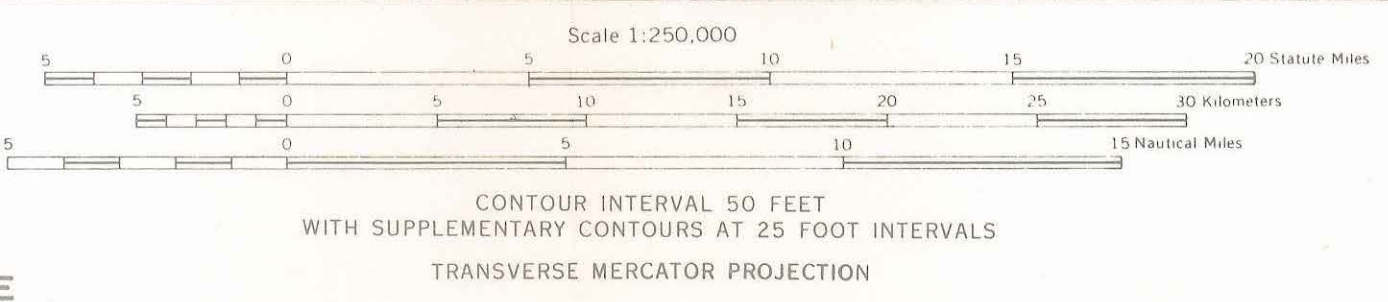 Scale 1:250,000
5 0 5 10 15 20 Statute Miles
5 0 5 10 15 20 25 30 Kilometers
5 0 5 10 15 Nautical Miles
CONTOUR INTERVAL 50 FEET
WITH SUPPLEMENTARY CONTOURS AT 25 FOOT INTERVALS
TRANSVERSE MERCATOR PROJECTION
E